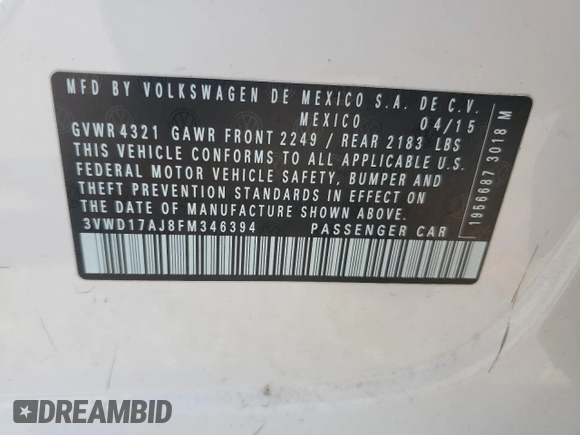 MFD BY VOLKSWAGEN DE MEXICO S.A. DE C.V.
MEXICO 04/15
GVWR 4321 GAWR FRONT 2249 / REAR 2183 LBS
THIS VEHICLE CONFORMS TO ALL APPLICABLE U.S.
FEDERAL MOTOR VEHICLE SAFETY, BUMPER AND
THEFT PREVENTION STANDARDS IN EFFECT ON
THE DATE OF MANUFACTURE SHOWN ABOVE.
3VWD17AJ8FM346394 PASSENGER CAR
1956687 3018 M
DREAMBID